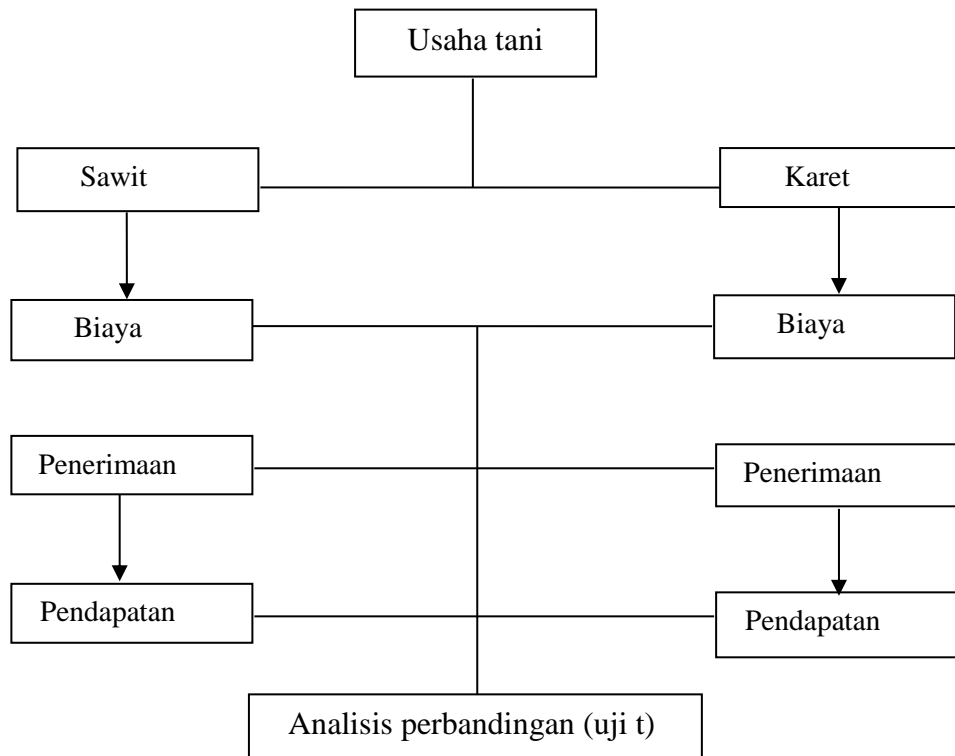 Usaha tani
Sawit
Karet
Biaya
Biaya
Penerimaan
Penerimaan
Pendapatan
Pendapatan
Analisis perbandingan (uji t)